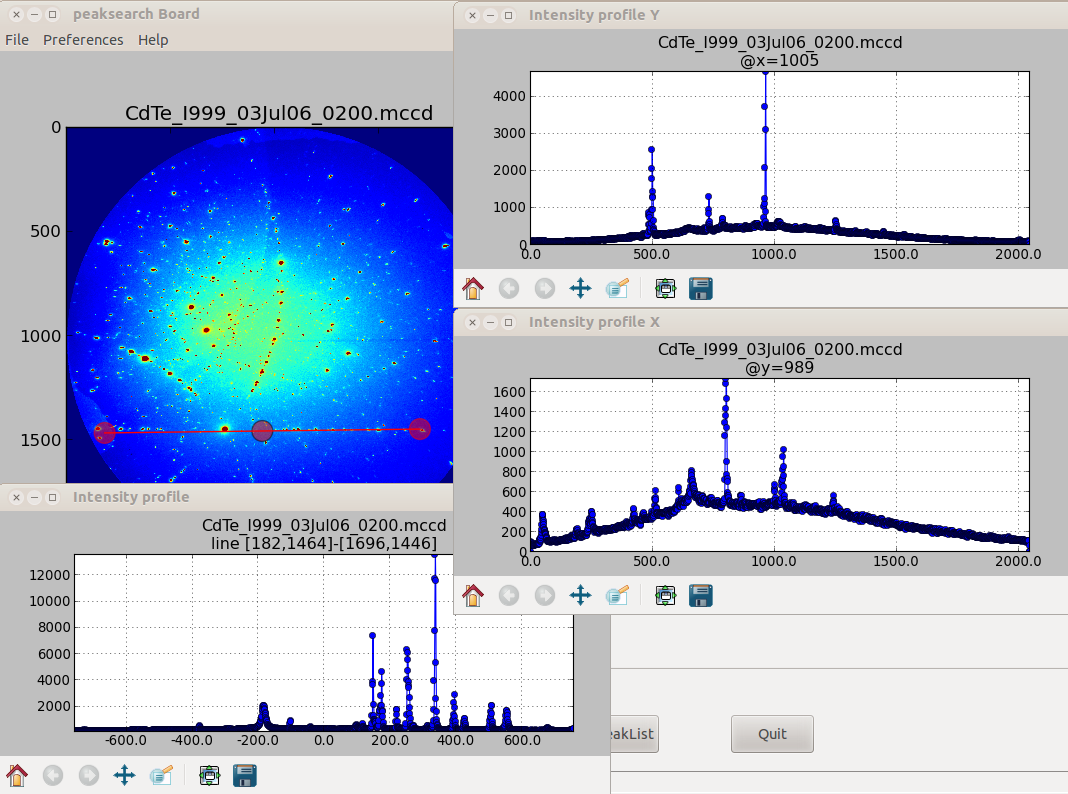 peaksearch Board
File Preferences Help
CdTe_I999_03Jul06_0200.mccd
0
500
1000
1500
Intensity profile Y
CdTe_I999_03Jul06_0200.mccd
@x=1005
4000
3000
2000
1000
0
0.0 500.0 1000.0 1500.0 2000.0
Intensity profile X
CdTe_I999_03Jul06_0200.mccd
@y=989
1600
1400
1200
1000
800
600
400
200
0
0.0 500.0 1000.0 1500.0 2000.0
Intensity profile
CdTe_I999_03Jul06_0200.mccd
line [182,1464]-[1696,1446]
12000
10000
8000
6000
4000
2000
-600.0 -400.0 -200.0 0.0 200.0 400.0 600.0
eakList
Quit